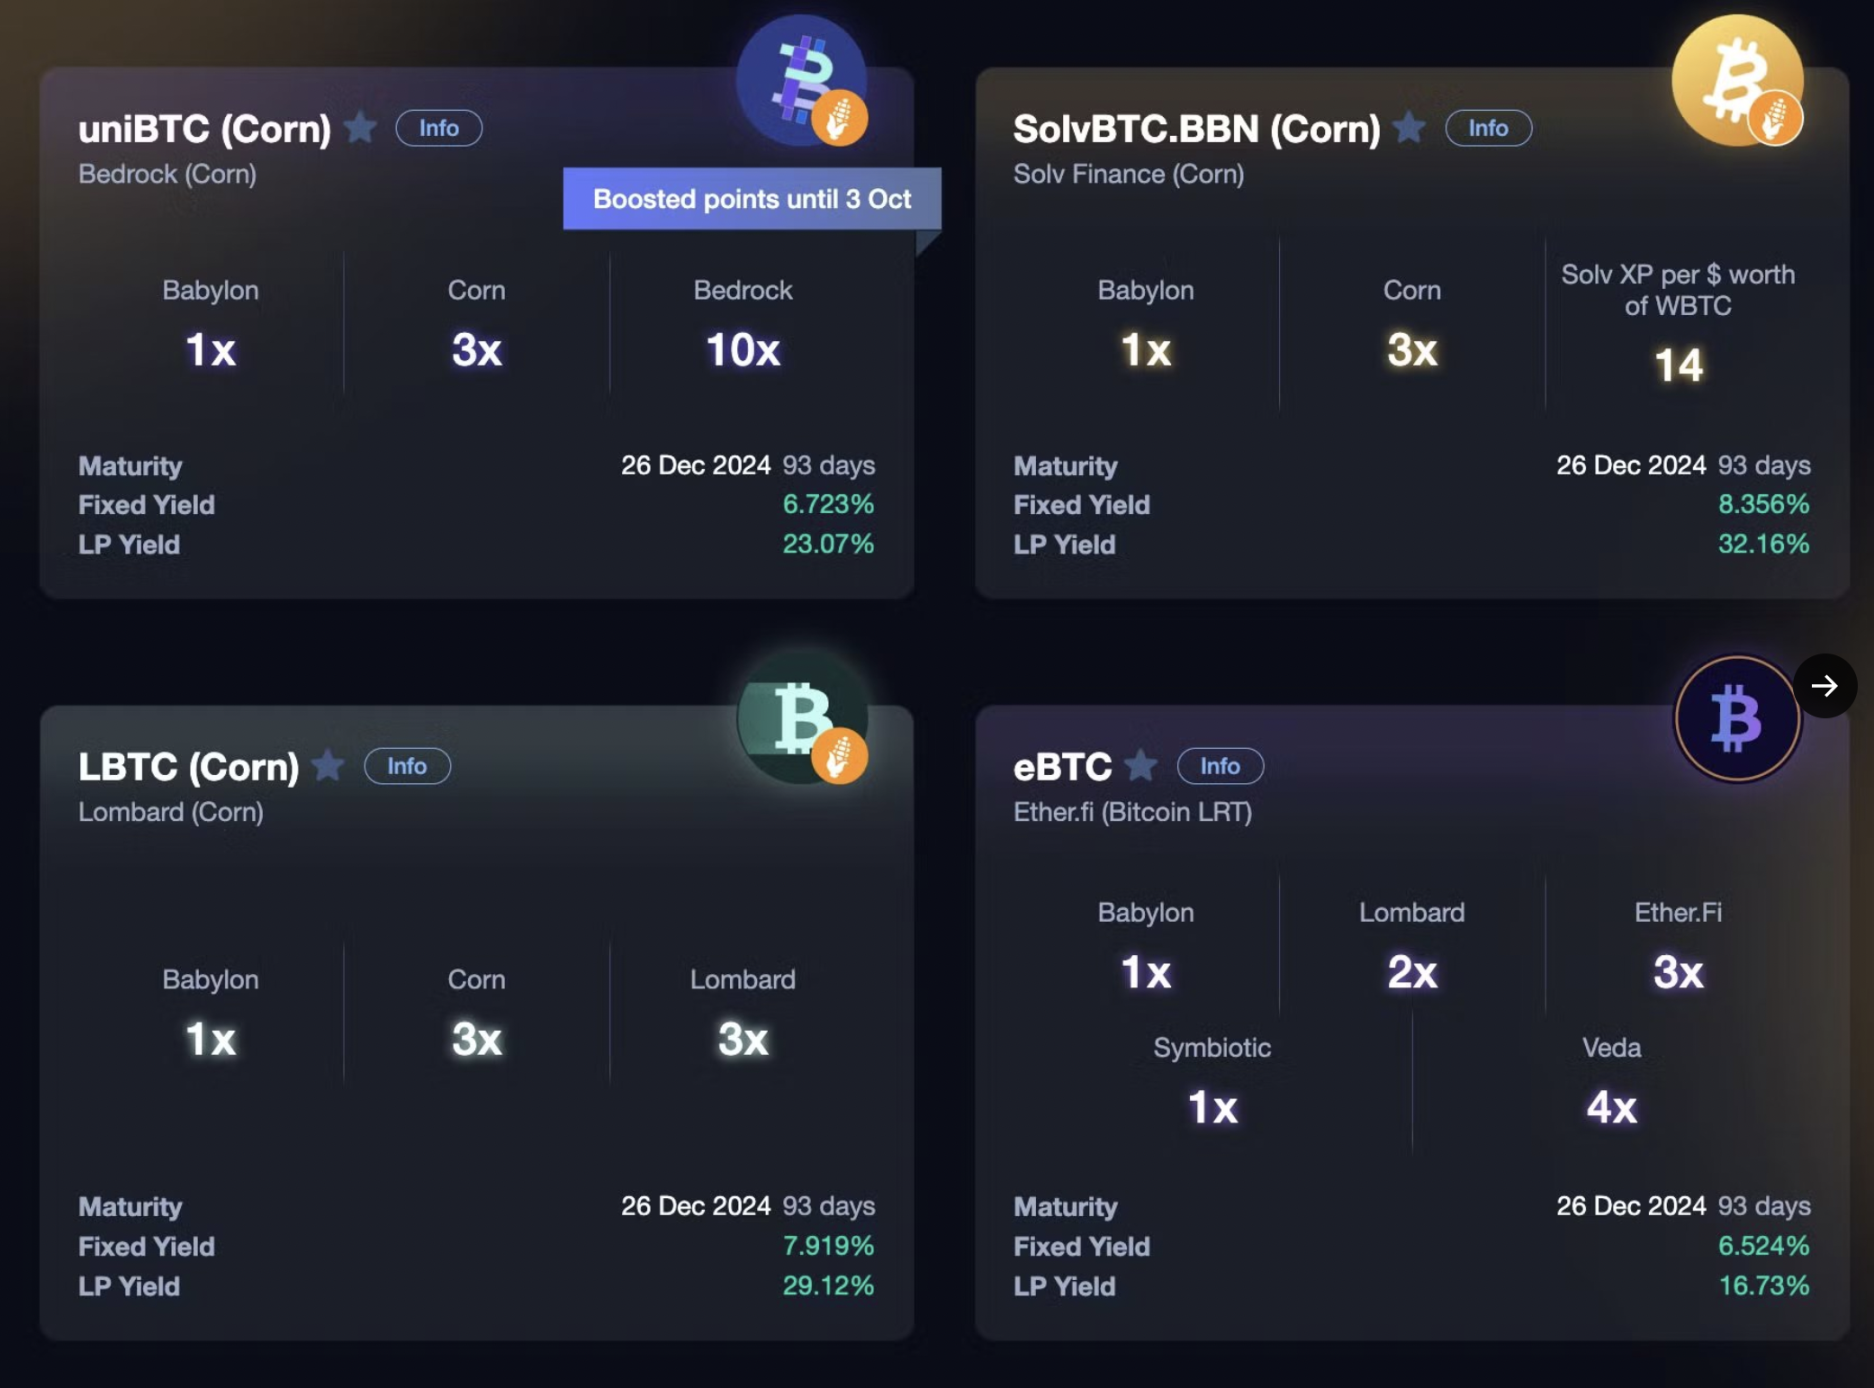 uniBTC (Corn) Info
Bedrock (Corn)
Boosted points until 3 Oct
Babylon Corn Bedrock
1x 3x 10x
Maturity 26 Dec 2024 93 days
Fixed Yield 6.723%
LP Yield 23.07%
SolvBTC.BBN (Corn) Info
Solv Finance (Corn)
Babylon Corn Solv XP per $ worth
of WBTC
1x 3x 14
Maturity 26 Dec 2024 93 days
Fixed Yield 8.356%
LP Yield 32.16%
LBTC (Corn) Info
Lombard (Corn)
Babylon Corn Lombard
1x 3x 3x
Maturity 26 Dec 2024 93 days
Fixed Yield 7.919%
LP Yield 29.12%
eBTC Info
Ether.fi (Bitcoin LRT)
Babylon Lombard Ether.Fi
1x 2x 3x
Symbiotic Veda
1x 4x
Maturity 26 Dec 2024 93 days
Fixed Yield 6.524%
LP Yield 16.73%